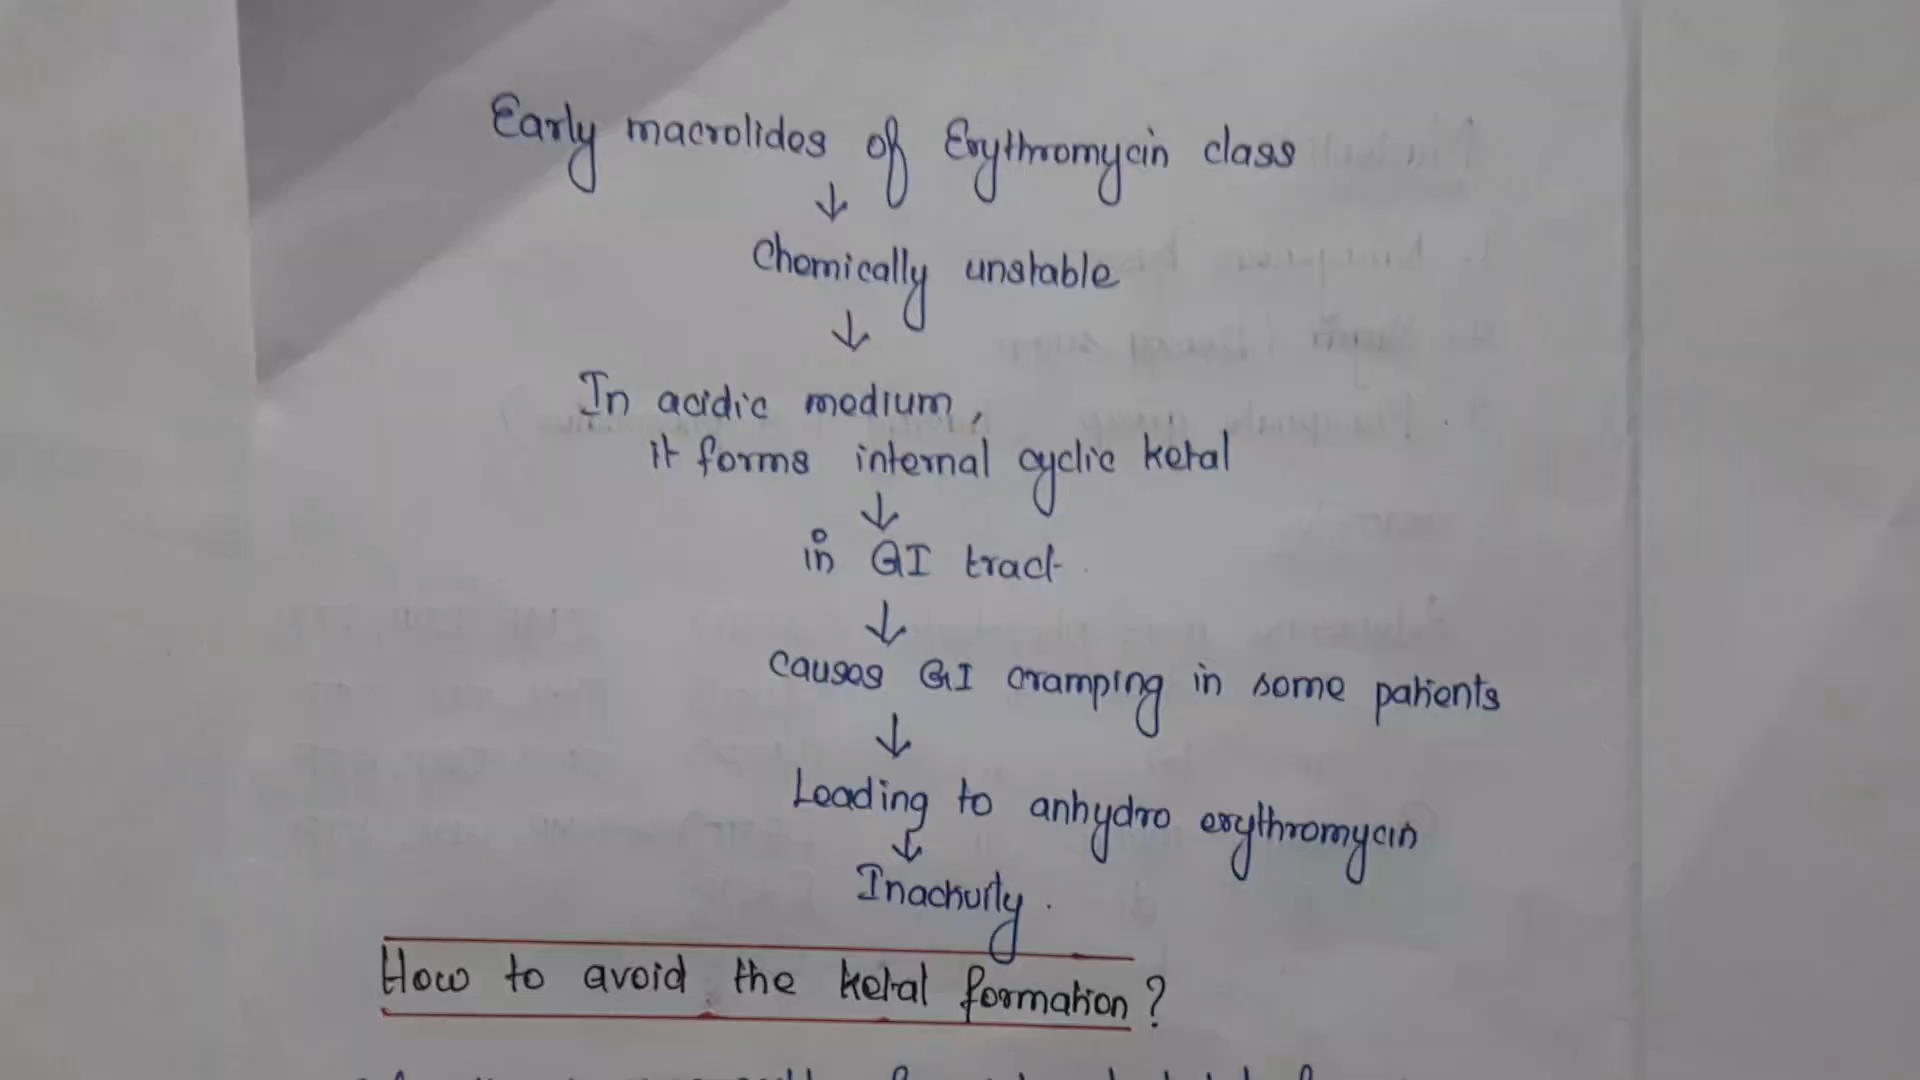 Early macrolides of Erythromycin class
↓
Chemically unstable
↓
In acidic medium,
it forms internal cyclic ketal
↓
in GI tract
↓
causes GI cramping in some patients
↓
Leading to anhydro erythromycin
↓
Inactivity.
How to avoid the ketal formation?